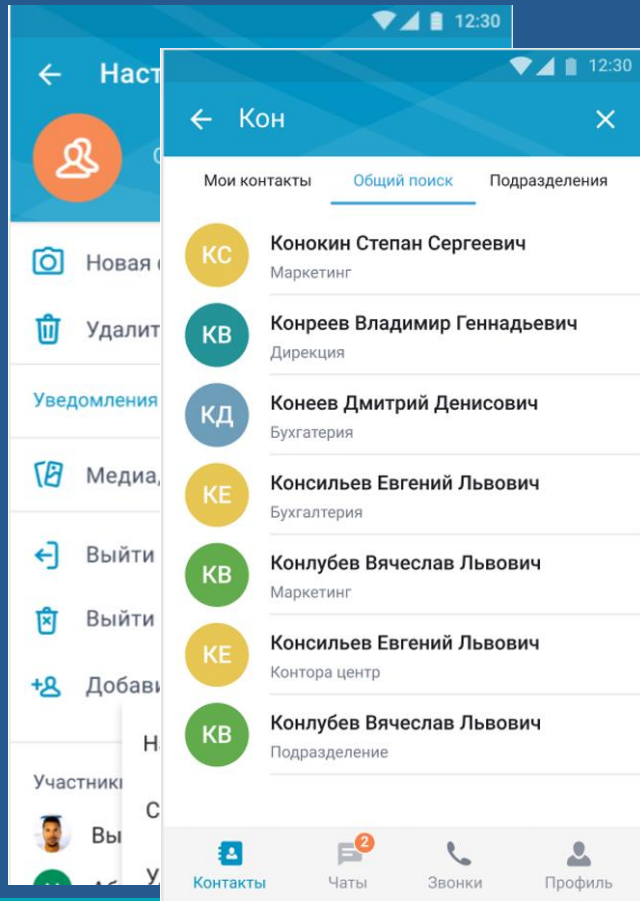 12:30
Наст
Новая
Удалит
Уведомления
Медиа,
Выйти
Выйти
Добави
Участники
Вы
12:30
Кон
Мои контакты Общий поиск Подразделения
КС
Конокин Степан Сергеевич
Маркетинг
КВ
Конреев Владимир Геннадьевич
Дирекция
КД
Конеев Дмитрий Денисович
Бухгатерия
КЕ
Консильев Евгений Львович
Бухгалтерия
КВ
Конлубев Вячеслав Львович
Маркетинг
КЕ
Консильев Евгений Львович
Контора центр
КВ
Конлубев Вячеслав Львович
Подразделение
2
Контакты Чаты Звонки Профиль